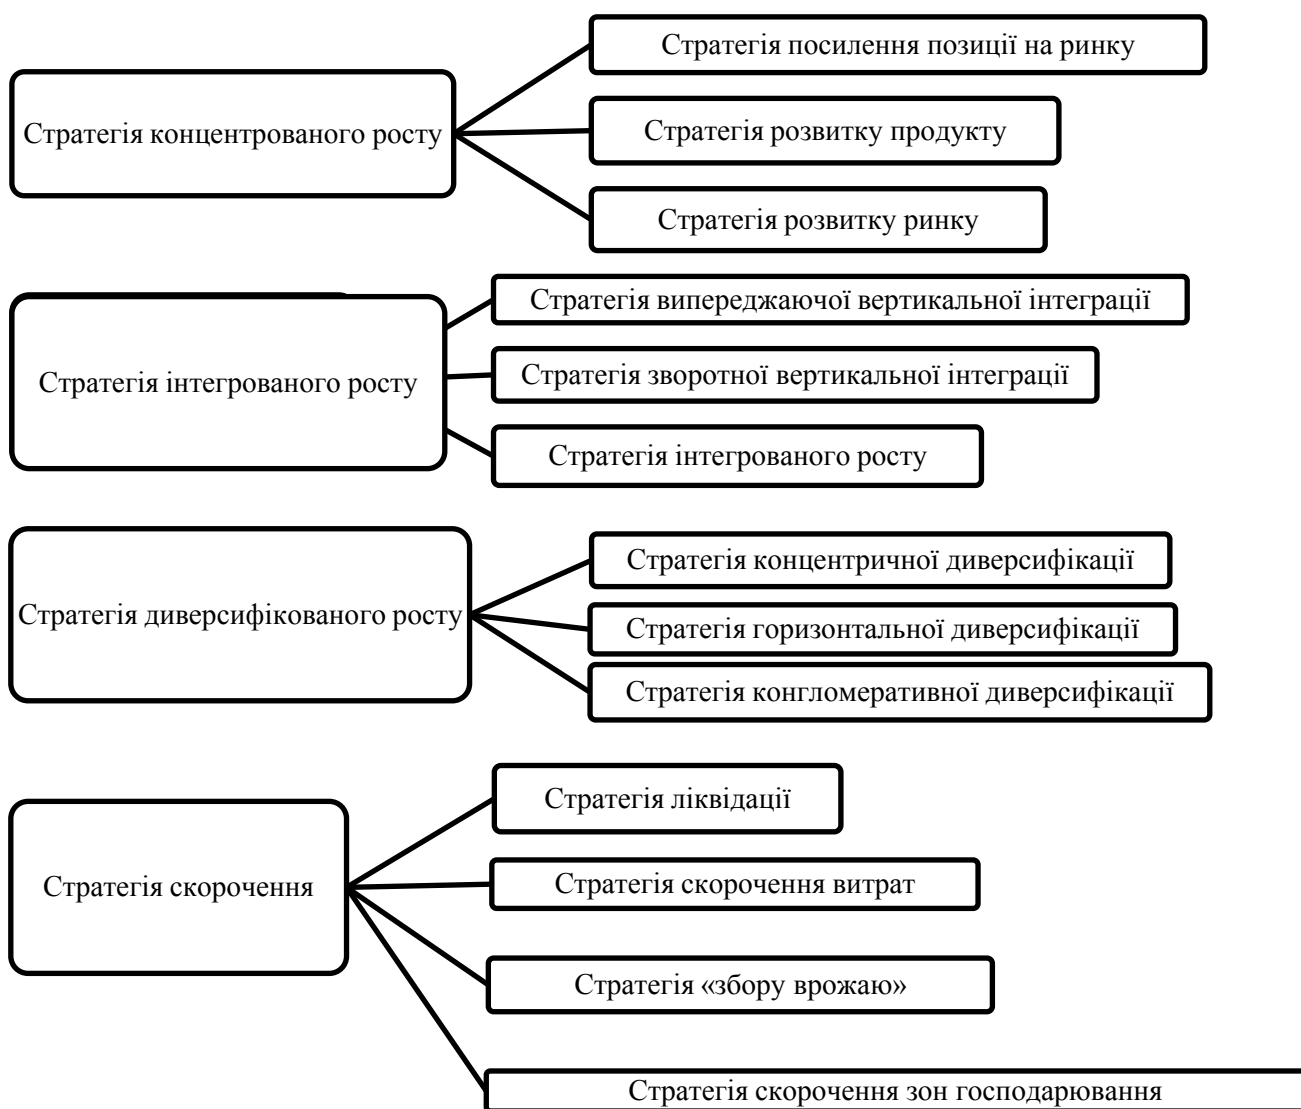 Стратегія концентрованого росту
Стратегія посилення позиції на ринку
Стратегія розвитку продукту
Стратегія розвитку ринку
Стратегія інтегрованого росту
Стратегія випереджаючої вертикальної інтеграції
Стратегія зворотної вертикальної інтеграції
Стратегія інтегрованого росту
Стратегія диверсифікованого росту
Стратегія концентричної диверсифікації
Стратегія горизонтальної диверсифікації
Стратегія конгломеративної диверсифікації
Стратегія скорочення
Стратегія ліквідації
Стратегія скорочення витрат
Стратегія «збору врожаю»
Стратегія скорочення зон господарювання